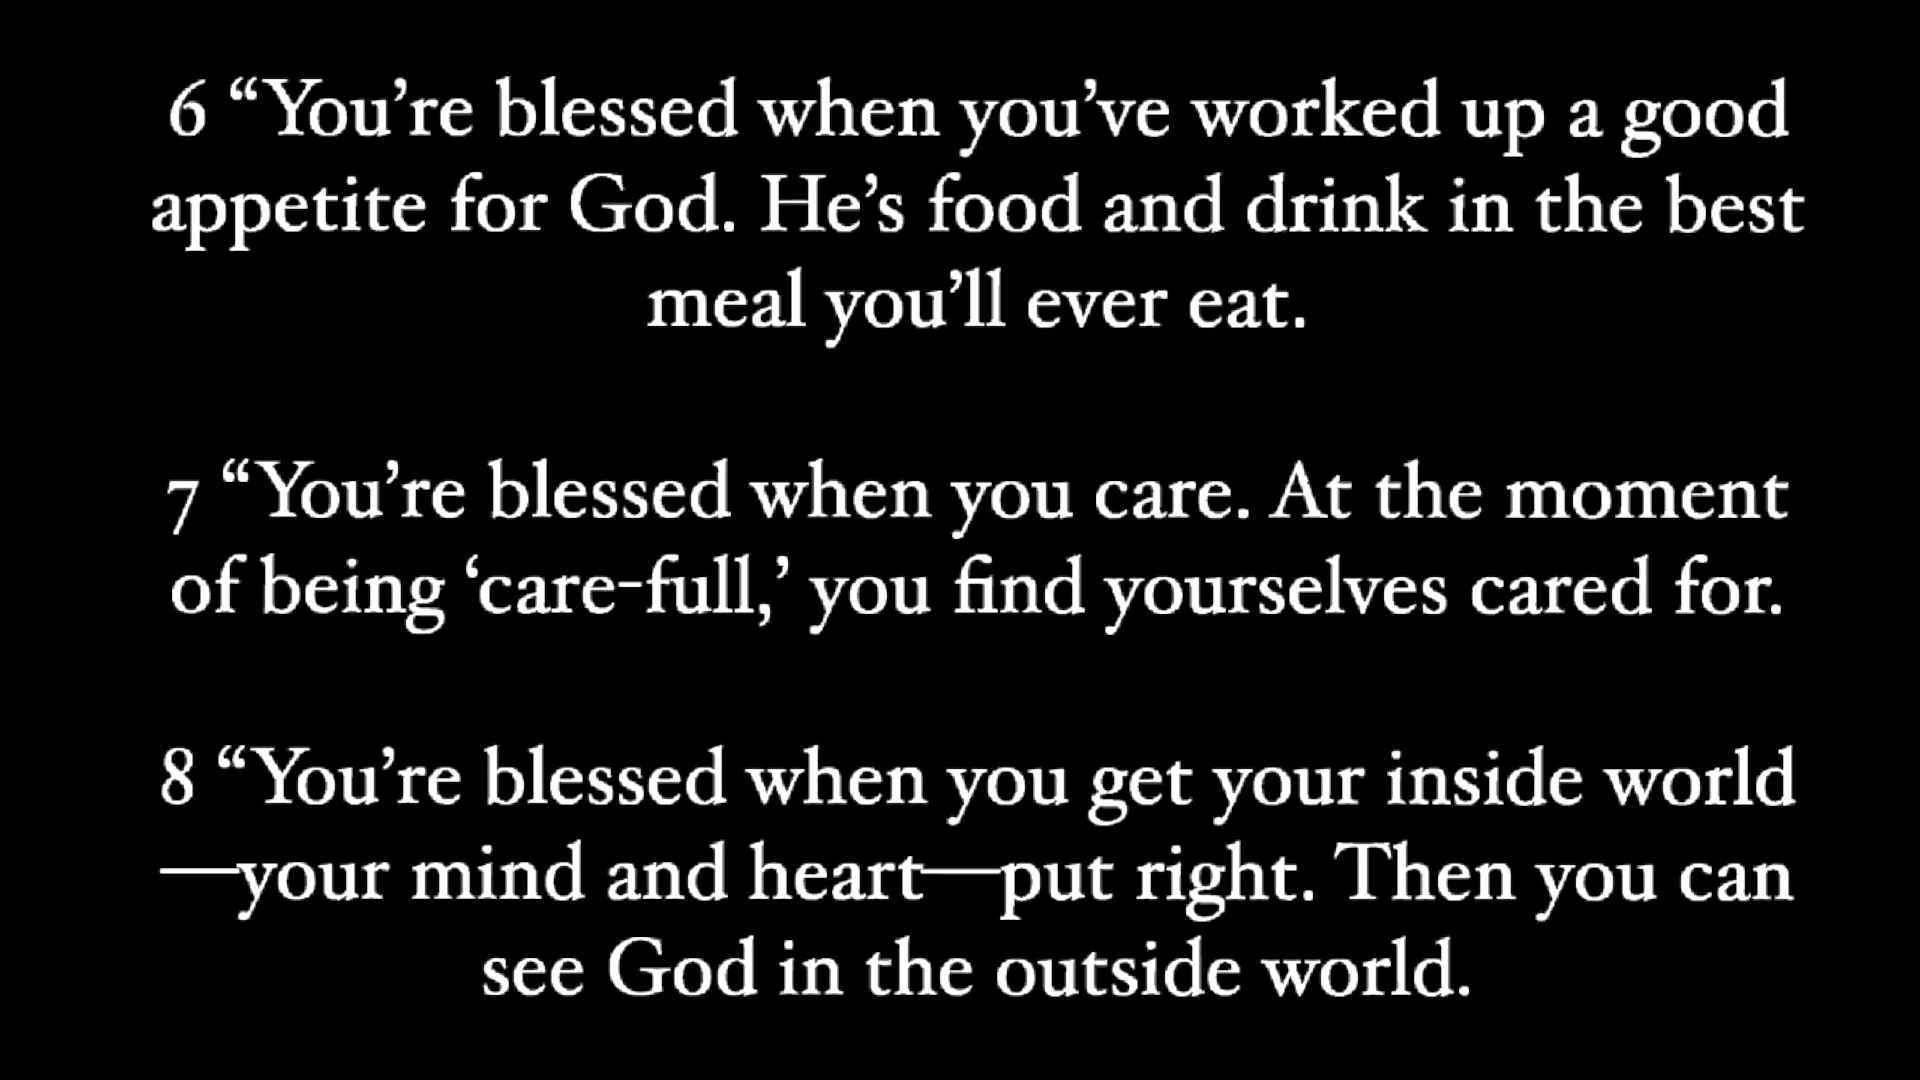 6 “You’re blessed when you’ve worked up a good
appetite for God. He’s food and drink in the best
meal you’ll ever eat.
7 “You’re blessed when you care. At the moment
of being ‘care-full,’ you find yourselves cared for.
8 “You’re blessed when you get your inside world
—your mind and heart—put right. Then you can
see God in the outside world.